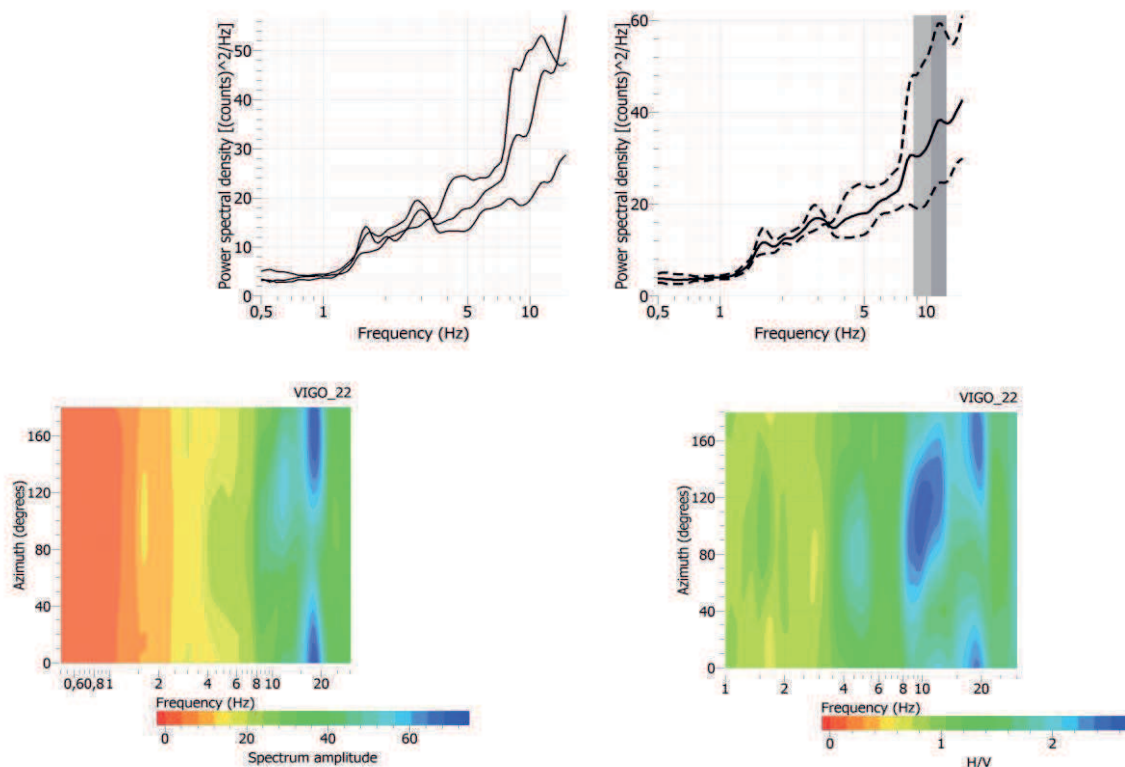 Power spectral density [(counts)^2/Hz]
50
40
30
20
10
0
0,5 1 5 10
Frequency (Hz)
Power spectral density [(counts)^2/Hz]
60
40
20
0
0,5 1 5 10
Frequency (Hz)
VIGO_22
Azimuth (degrees)
160
120
80
40
0
0,60,81 2 4 6 8 10 20
Frequency (Hz)
0 20 40 60
Spectrum amplitude
VIGO_22
Azimuth (degrees)
160
120
80
40
0
1 2 4 6 8 10 20
Frequency (Hz)
0 1 2
H/V